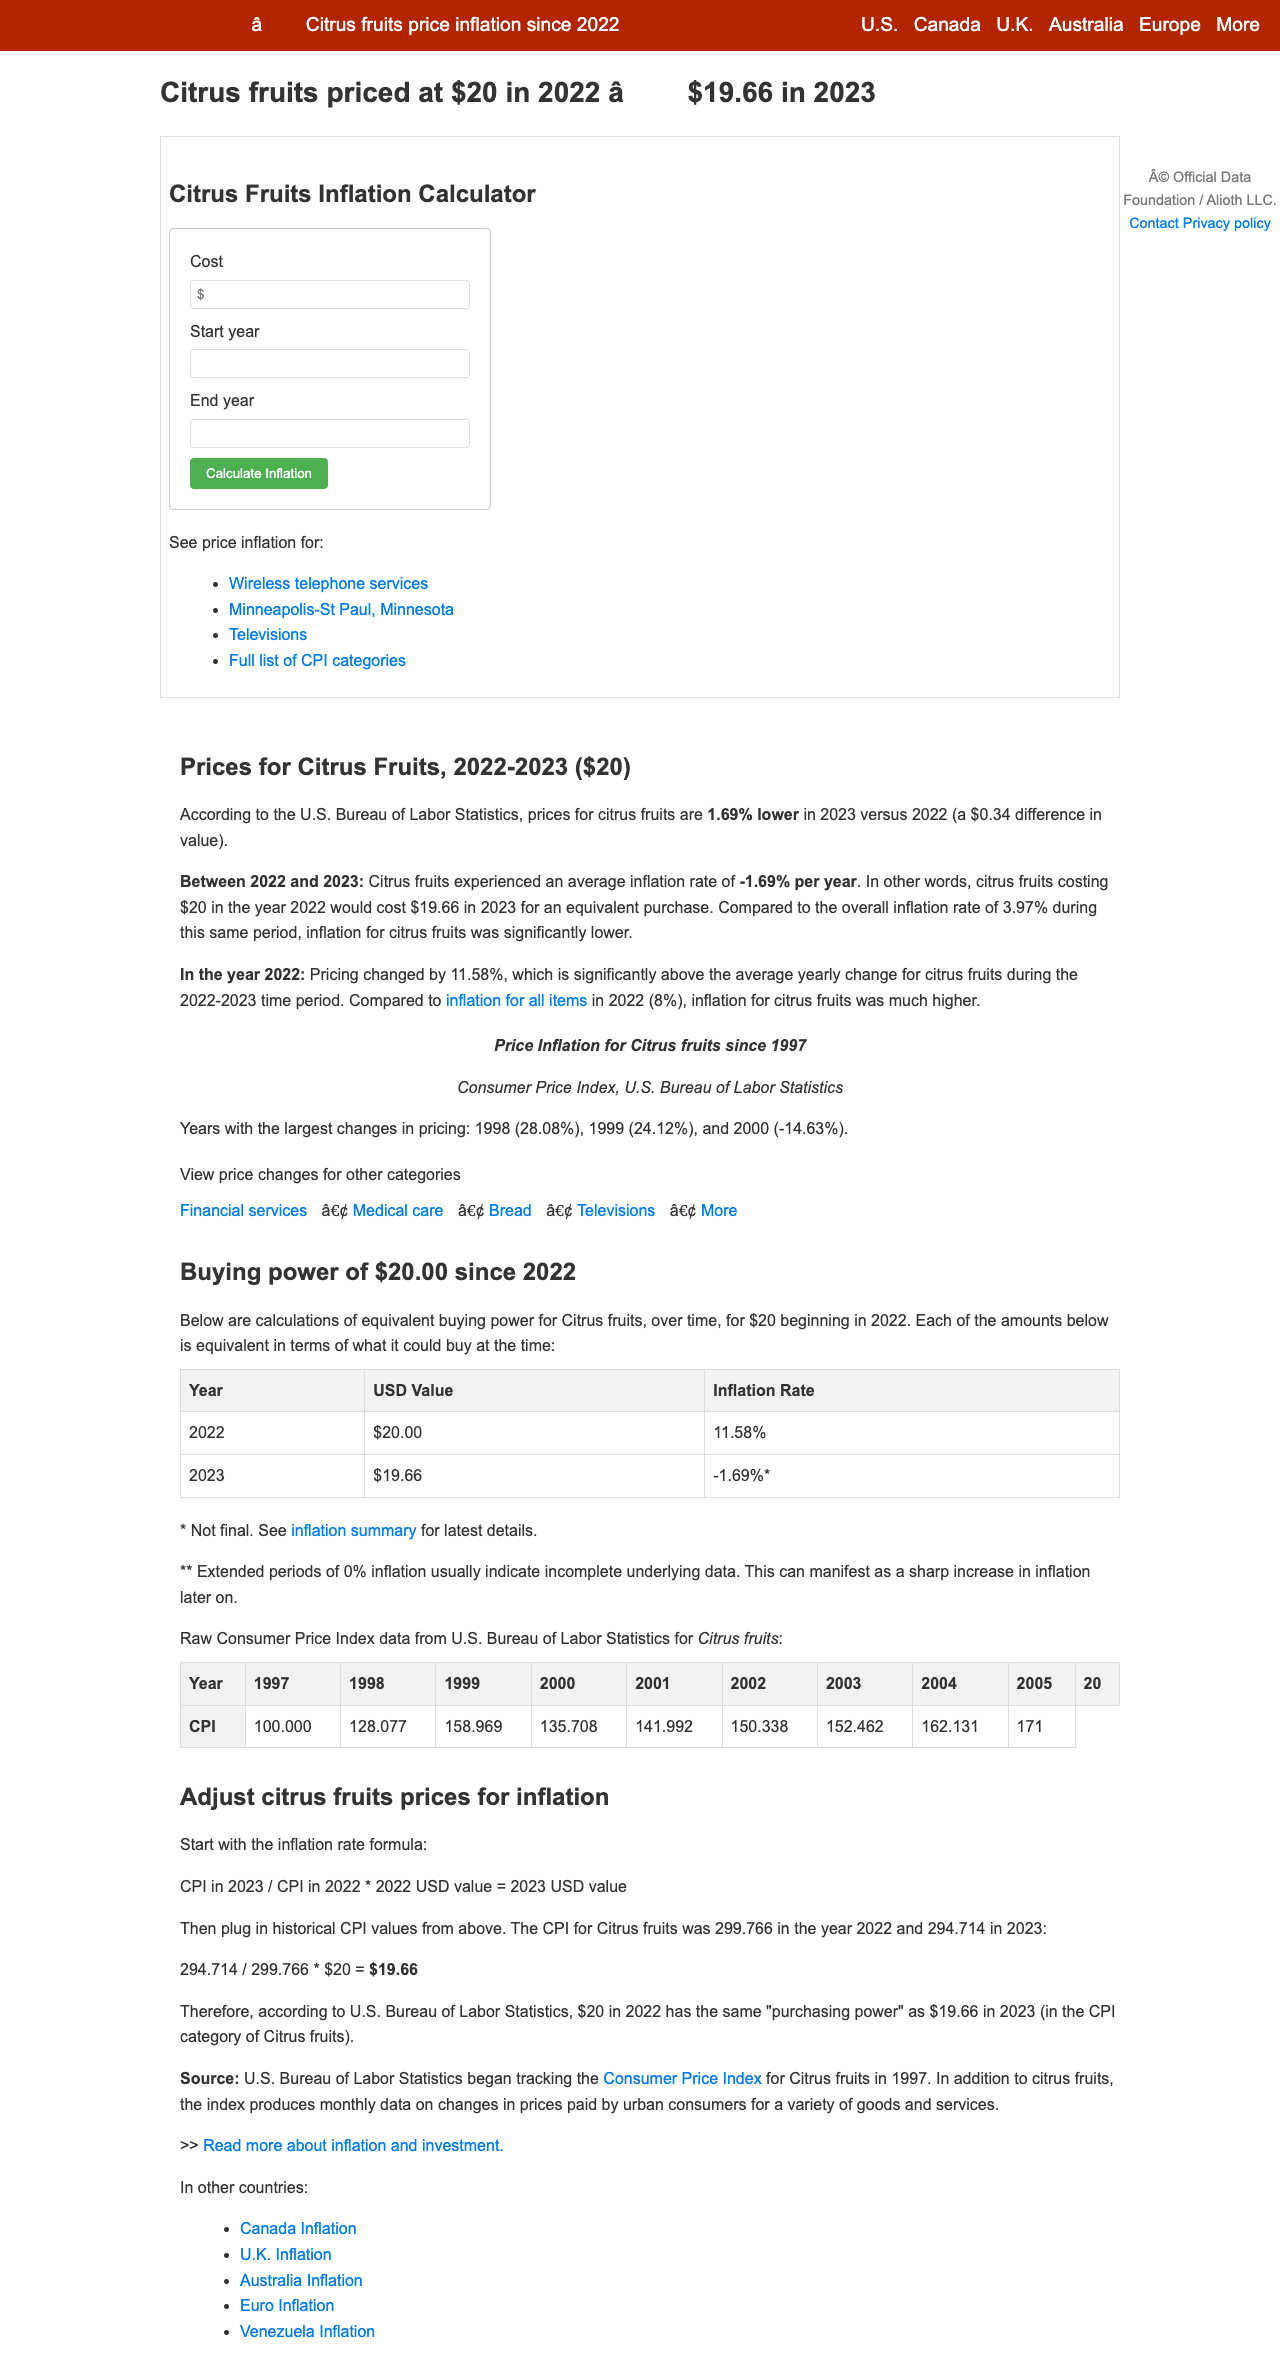 â Citrus fruits price inflation since 2022 U.S. Canada U.K. Australia Europe More
Citrus fruits priced at $20 in 2022 â $19.66 in 2023
Citrus Fruits Inflation Calculator
Cost
$
Start year
End year
Calculate Inflation
See price inflation for:
• Wireless telephone services
• Minneapolis-St Paul, Minnesota
• Televisions
• Full list of CPI categories
Â© Official Data
Foundation / Alioth LLC.
Contact Privacy policy
Prices for Citrus Fruits, 2022-2023 ($20)
According to the U.S. Bureau of Labor Statistics, prices for citrus fruits are 1.69% lower in 2023 versus 2022 (a $0.34 difference in
value).
Between 2022 and 2023: Citrus fruits experienced an average inflation rate of -1.69% per year. In other words, citrus fruits costing
$20 in the year 2022 would cost $19.66 in 2023 for an equivalent purchase. Compared to the overall inflation rate of 3.97% during
this same period, inflation for citrus fruits was significantly lower.
In the year 2022: Pricing changed by 11.58%, which is significantly above the average yearly change for citrus fruits during the
2022-2023 time period. Compared to inflation for all items in 2022 (8%), inflation for citrus fruits was much higher.
Price Inflation for Citrus fruits since 1997
Consumer Price Index, U.S. Bureau of Labor Statistics
Years with the largest changes in pricing: 1998 (28.08%), 1999 (24.12%), and 2000 (-14.63%).
View price changes for other categories
Financial services â€¢ Medical care â€¢ Bread â€¢ Televisions â€¢ More
Buying power of $20.00 since 2022
Below are calculations of equivalent buying power for Citrus fruits, over time, for $20 beginning in 2022. Each of the amounts below
is equivalent in terms of what it could buy at the time:
Year USD Value Inflation Rate
2022 $20.00 11.58%
2023 $19.66 -1.69%*
* Not final. See inflation summary for latest details.
** Extended periods of 0% inflation usually indicate incomplete underlying data. This can manifest as a sharp increase in inflation
later on.
Raw Consumer Price Index data from U.S. Bureau of Labor Statistics for Citrus fruits:
Year 1997 1998 1999 2000 2001 2002 2003 2004 2005 20
CPI 100.000 128.077 158.969 135.708 141.992 150.338 152.462 162.131 171
Adjust citrus fruits prices for inflation
Start with the inflation rate formula:
CPI in 2023 / CPI in 2022 * 2022 USD value = 2023 USD value
Then plug in historical CPI values from above. The CPI for Citrus fruits was 299.766 in the year 2022 and 294.714 in 2023:
294.714 / 299.766 * $20 = $19.66
Therefore, according to U.S. Bureau of Labor Statistics, $20 in 2022 has the same "purchasing power" as $19.66 in 2023 (in the CPI
category of Citrus fruits).
Source: U.S. Bureau of Labor Statistics began tracking the Consumer Price Index for Citrus fruits in 1997. In addition to citrus fruits,
the index produces monthly data on changes in prices paid by urban consumers for a variety of goods and services.
>> Read more about inflation and investment.
In other countries:
• Canada Inflation
• U.K. Inflation
• Australia Inflation
• Euro Inflation
• Venezuela Inflation